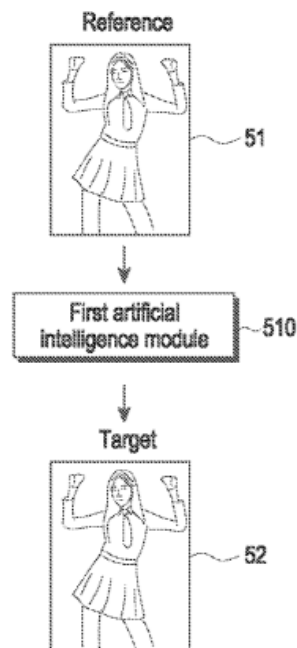 Reference
51
First artificial
intelligence module
510
Target
52